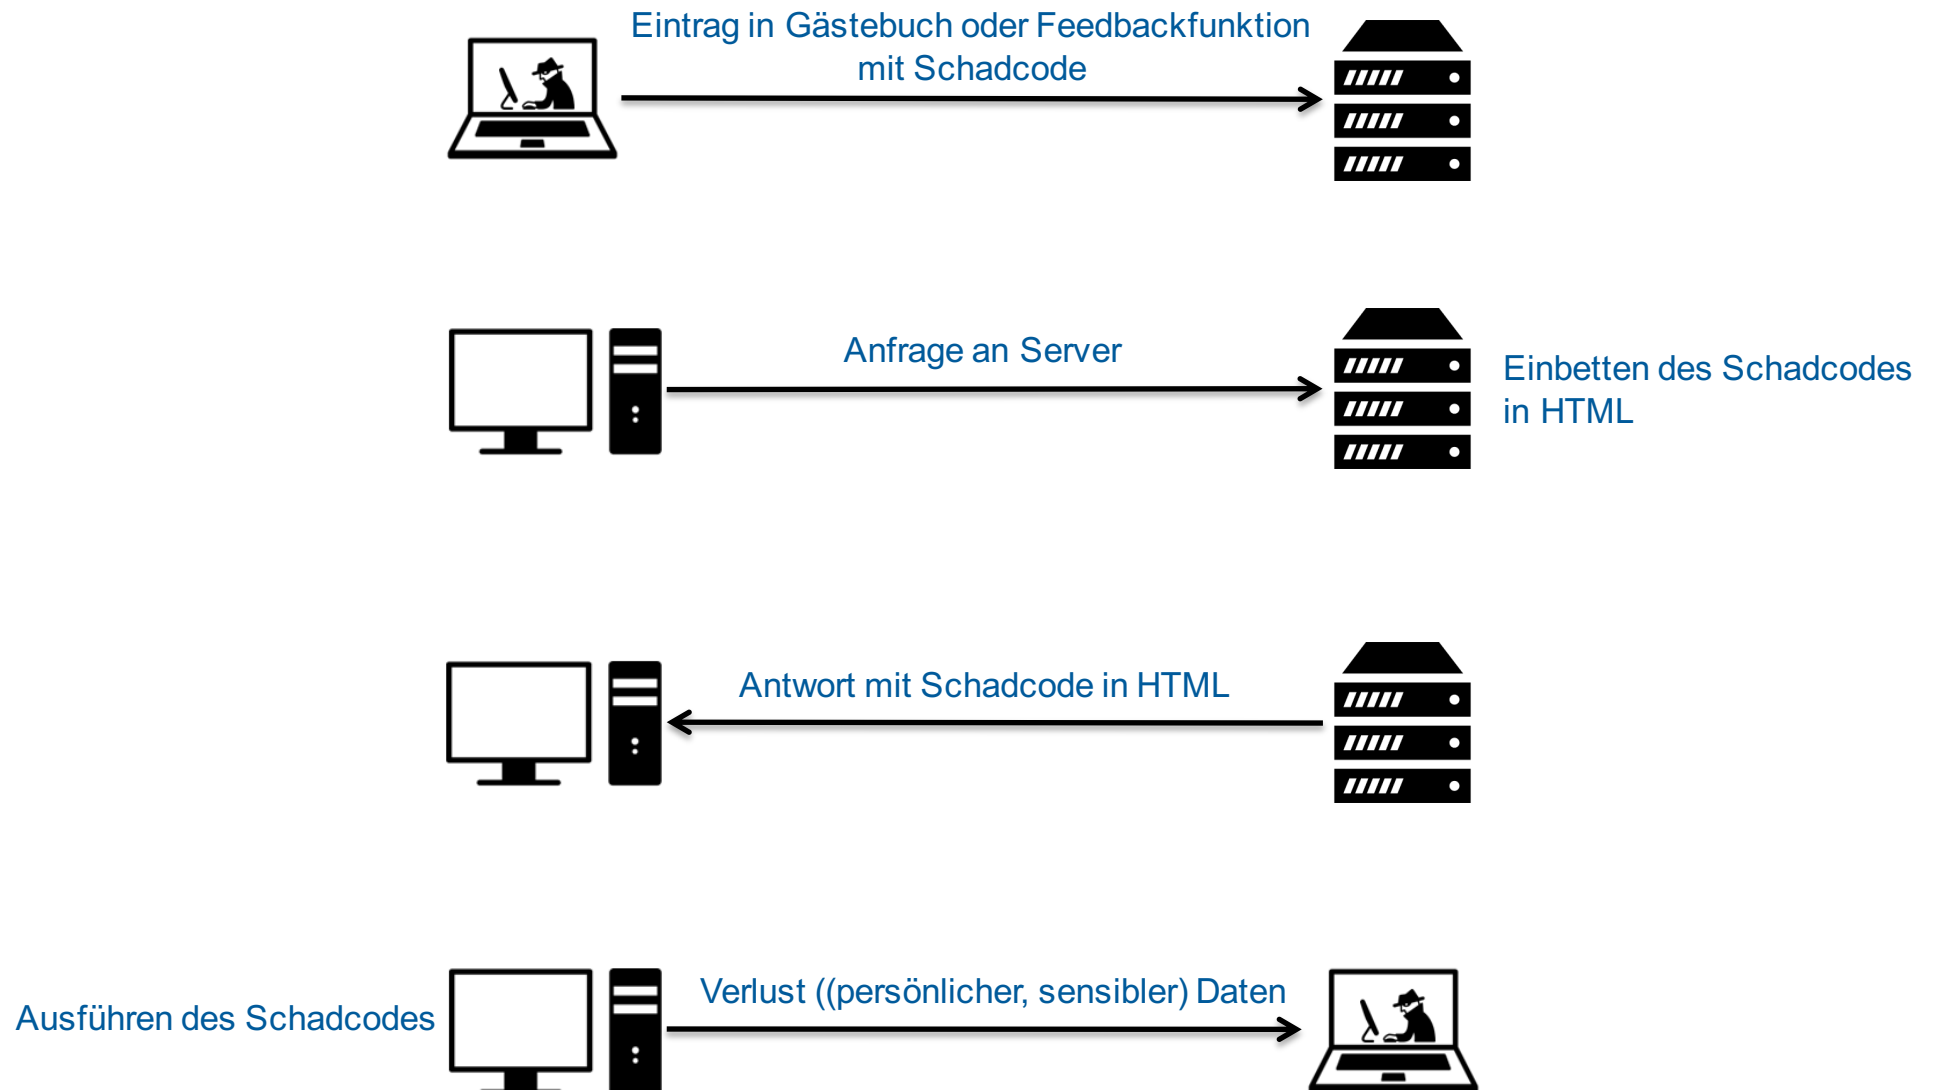 Eintrag in Gästebuch oder Feedbackfunktion
mit Schadcode
Anfrage an Server
Einbetten des Schadcodes
in HTML
Antwort mit Schadcode in HTML
Ausführen des Schadcodes
Verlust ((persönlicher, sensibler) Daten